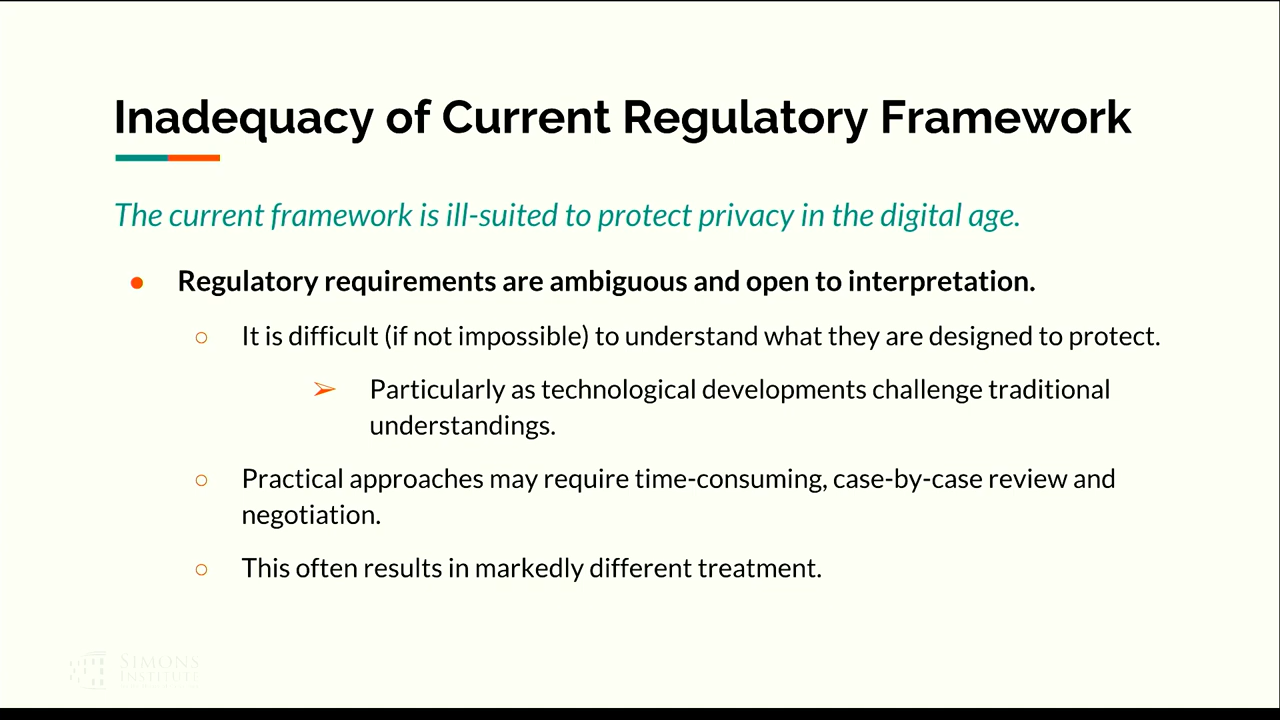 Inadequacy of Current Regulatory Framework
The current framework is ill-suited to protect privacy in the digital age.
● Regulatory requirements are ambiguous and open to interpretation.
○ It is difficult (if not impossible) to understand what they are designed to protect.
➢ Particularly as technological developments challenge traditional
understandings.
○ Practical approaches may require time-consuming, case-by-case review and
negotiation.
○ This often results in markedly different treatment.
SIMONS
INSTITUTE